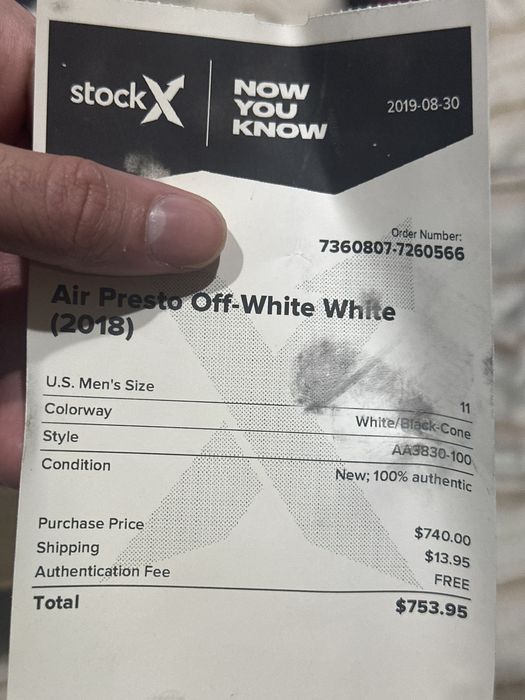 stockX
NOW
YOU
KNOW
2019-08-30
Order Number:
7360807-7260566
Air Presto Off-White White
(2018)
U.S. Men's Size 11
Colorway White/Black-Cone
Style AA3830-100
Condition New; 100% authentic
Purchase Price $740.00
Shipping $13.95
Authentication Fee FREE
Total $753.95